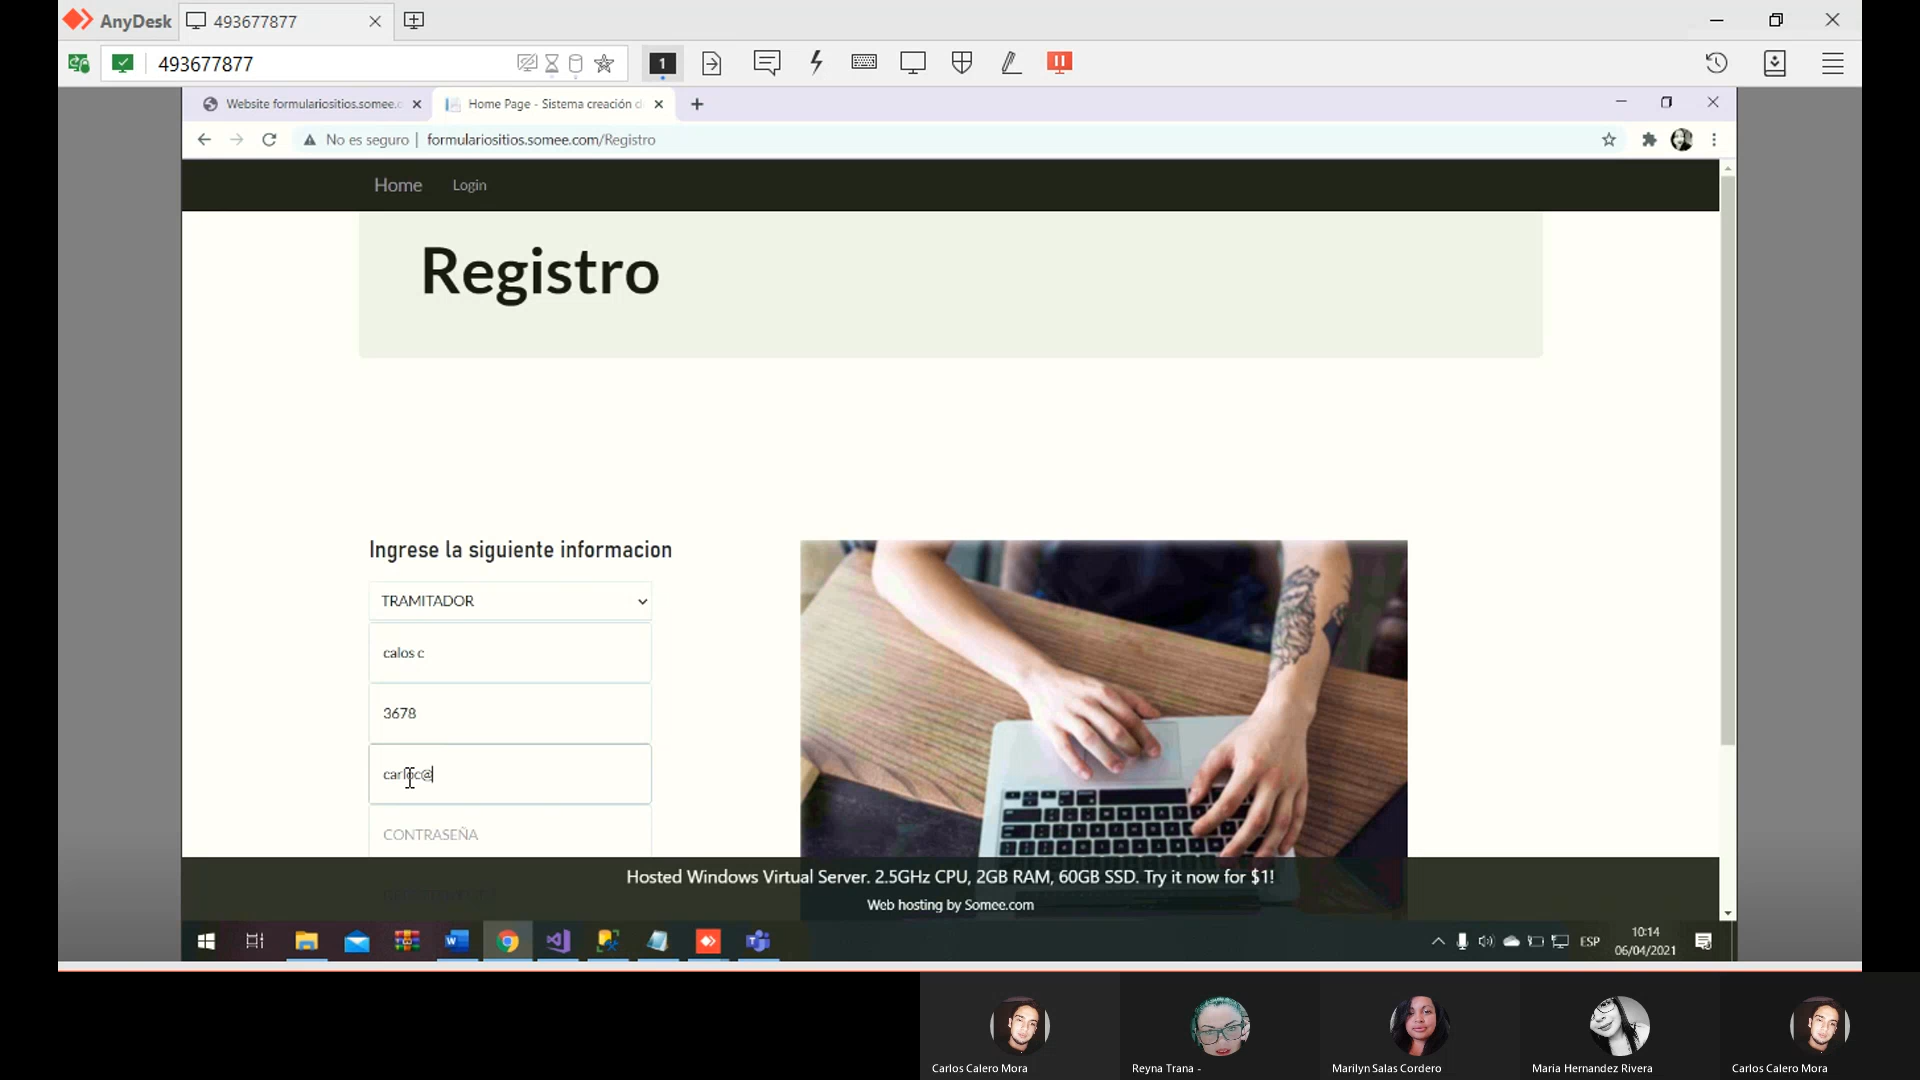 AnyDesk
493677877
493677877
1
Website formulariositios.somee.c
Home Page - Sistema creación d
No es seguro
formulariositios.somee.com/Registro
Home
Login
Registro
Ingrese la siguiente informacion
TRAMITADOR
calos c
3678
carloc@
CONTRASEÑA
Hosted Windows Virtual Server. 2.5GHz CPU, 2GB RAM, 60GB SSD. Try it now for $1!
Web hosting by Somee.com
ESP
10:14
06/04/2021
Carlos Calero Mora
Reyna Trana -
Marilyn Salas Cordero
Maria Hernandez Rivera
Carlos Calero Mora